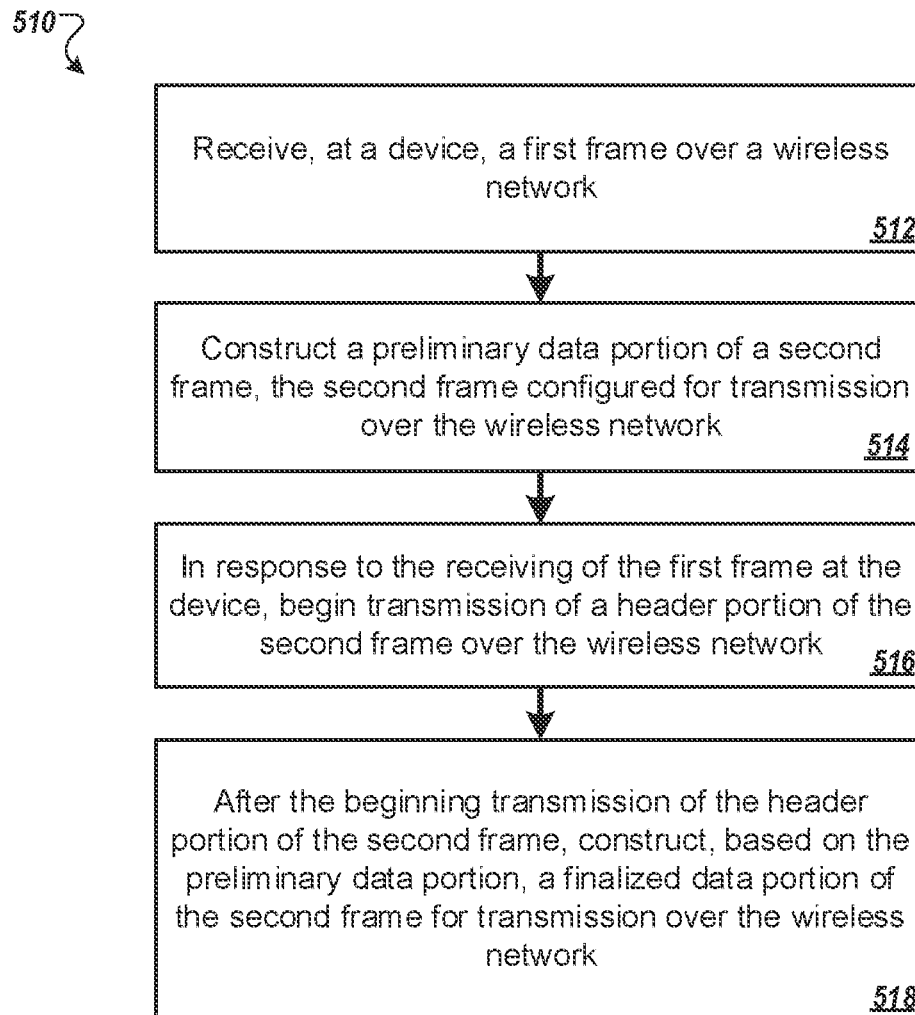 510
Receive, at a device, a first frame over a wireless
network
512
Construct a preliminary data portion of a second
frame, the second frame configured for transmission
over the wireless network
514
In response to the receiving of the first frame at the
device, begin transmission of a header portion of the
second frame over the wireless network
516
After the beginning transmission of the header
portion of the second frame, construct, based on the
preliminary data portion, a finalized data portion of
the second frame for transmission over the wireless
network
518